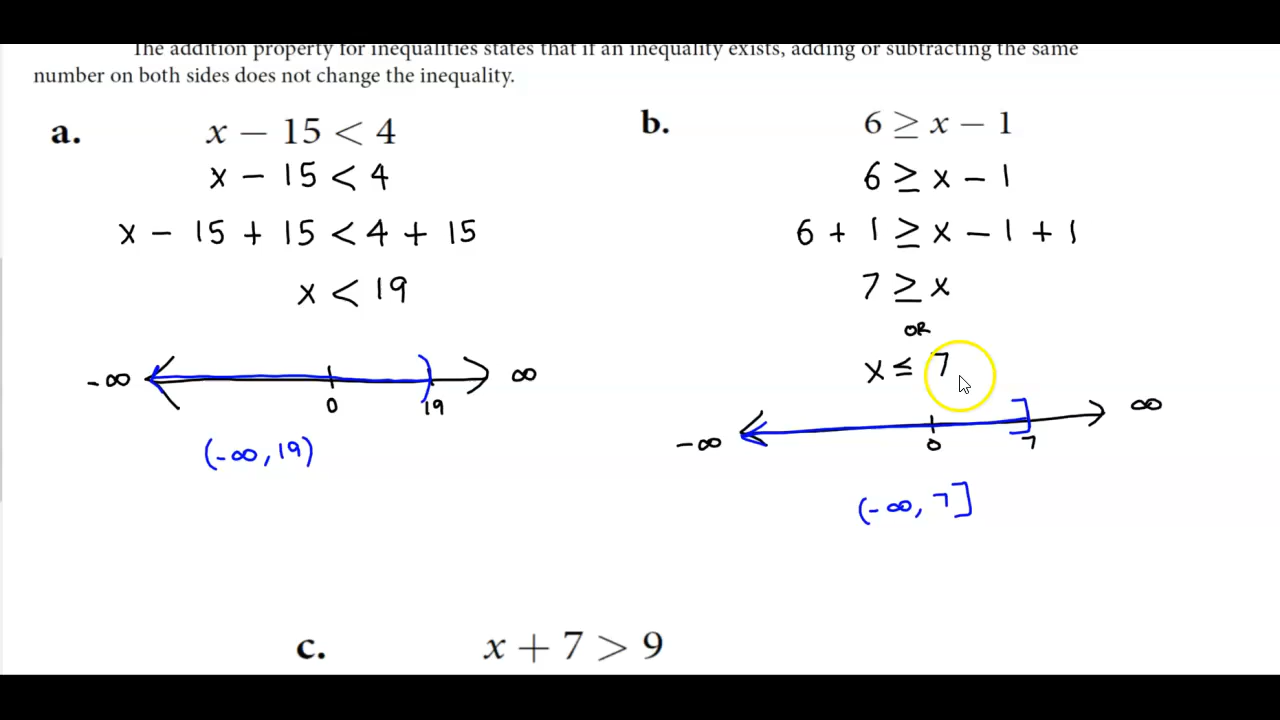 The addition property for inequalities states that if an inequality exists, adding or subtracting the same
number on both sides does not change the inequality.
a. x − 15 < 4
x − 15 < 4
x − 15 + 15 < 4 + 15
x < 19
-∞ 0 19 ∞
(-∞, 19)
b. 6 ≥ x − 1
6 ≥ x − 1
6 + 1 ≥ x − 1 + 1
7 ≥ x
OR
x ≤ 7
-∞ 0 7 ∞
(-∞, 7]
c. x + 7 > 9